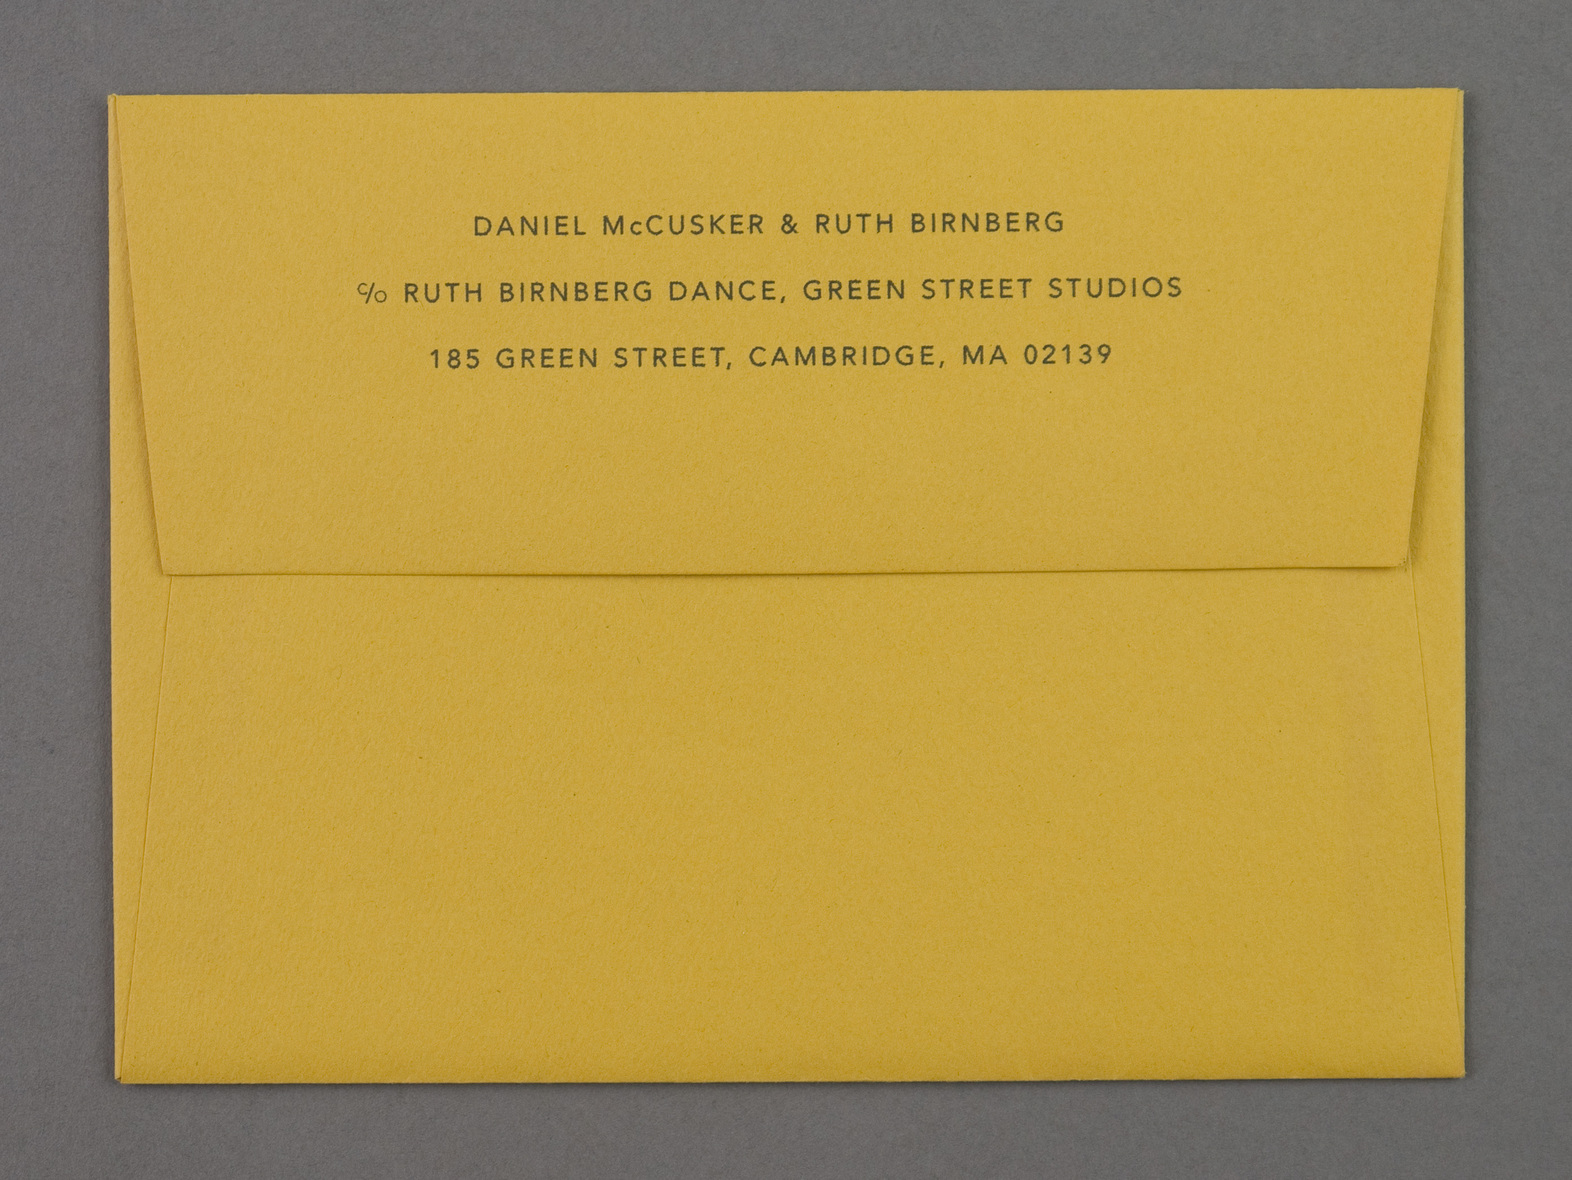 DANIEL McCUSKER & RUTH BIRNBERG
c/o RUTH BIRNBERG DANCE, GREEN STREET STUDIOS
185 GREEN STREET, CAMBRIDGE, MA 02139